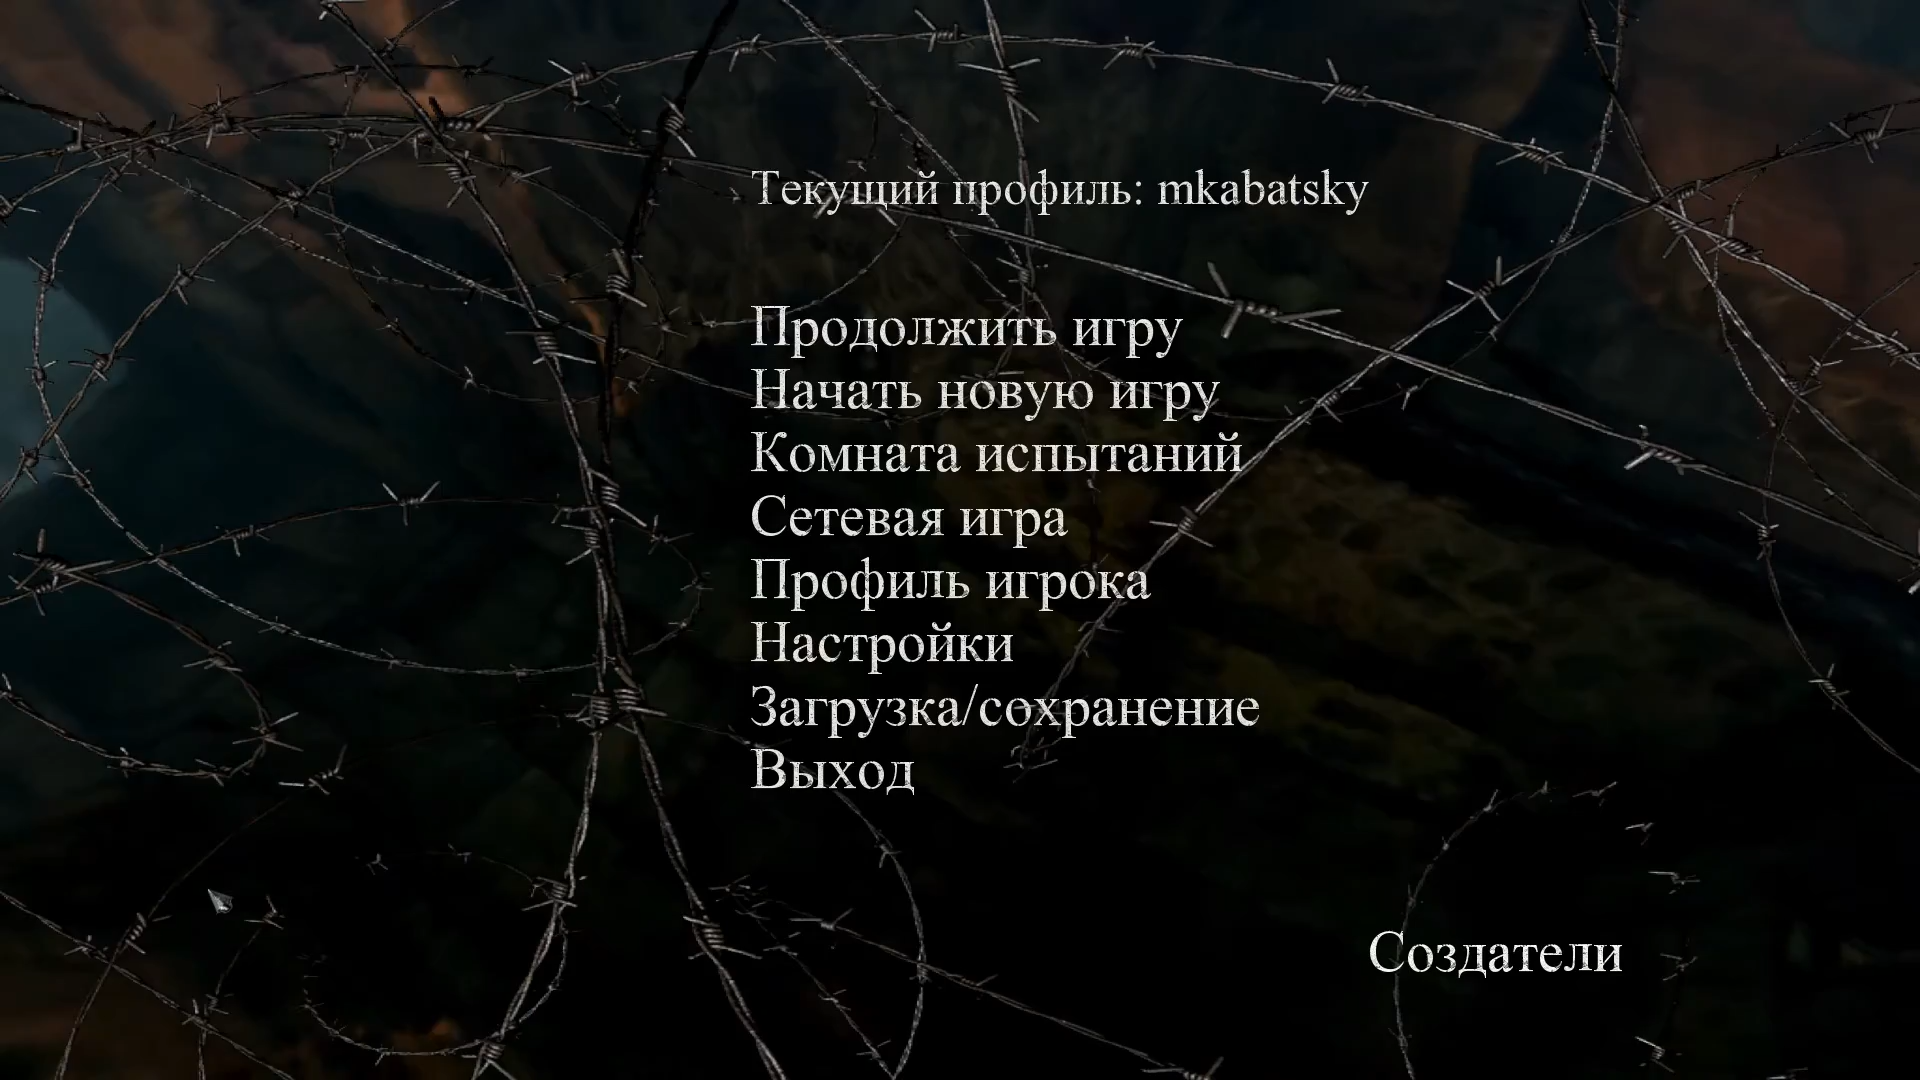 Текущий профиль: mkabatsky
Продолжить игру
Начать новую игру
Комната испытаний
Сетевая игра
Профиль игрока
Настройки
Загрузка/сохранение
Выход
Создатели